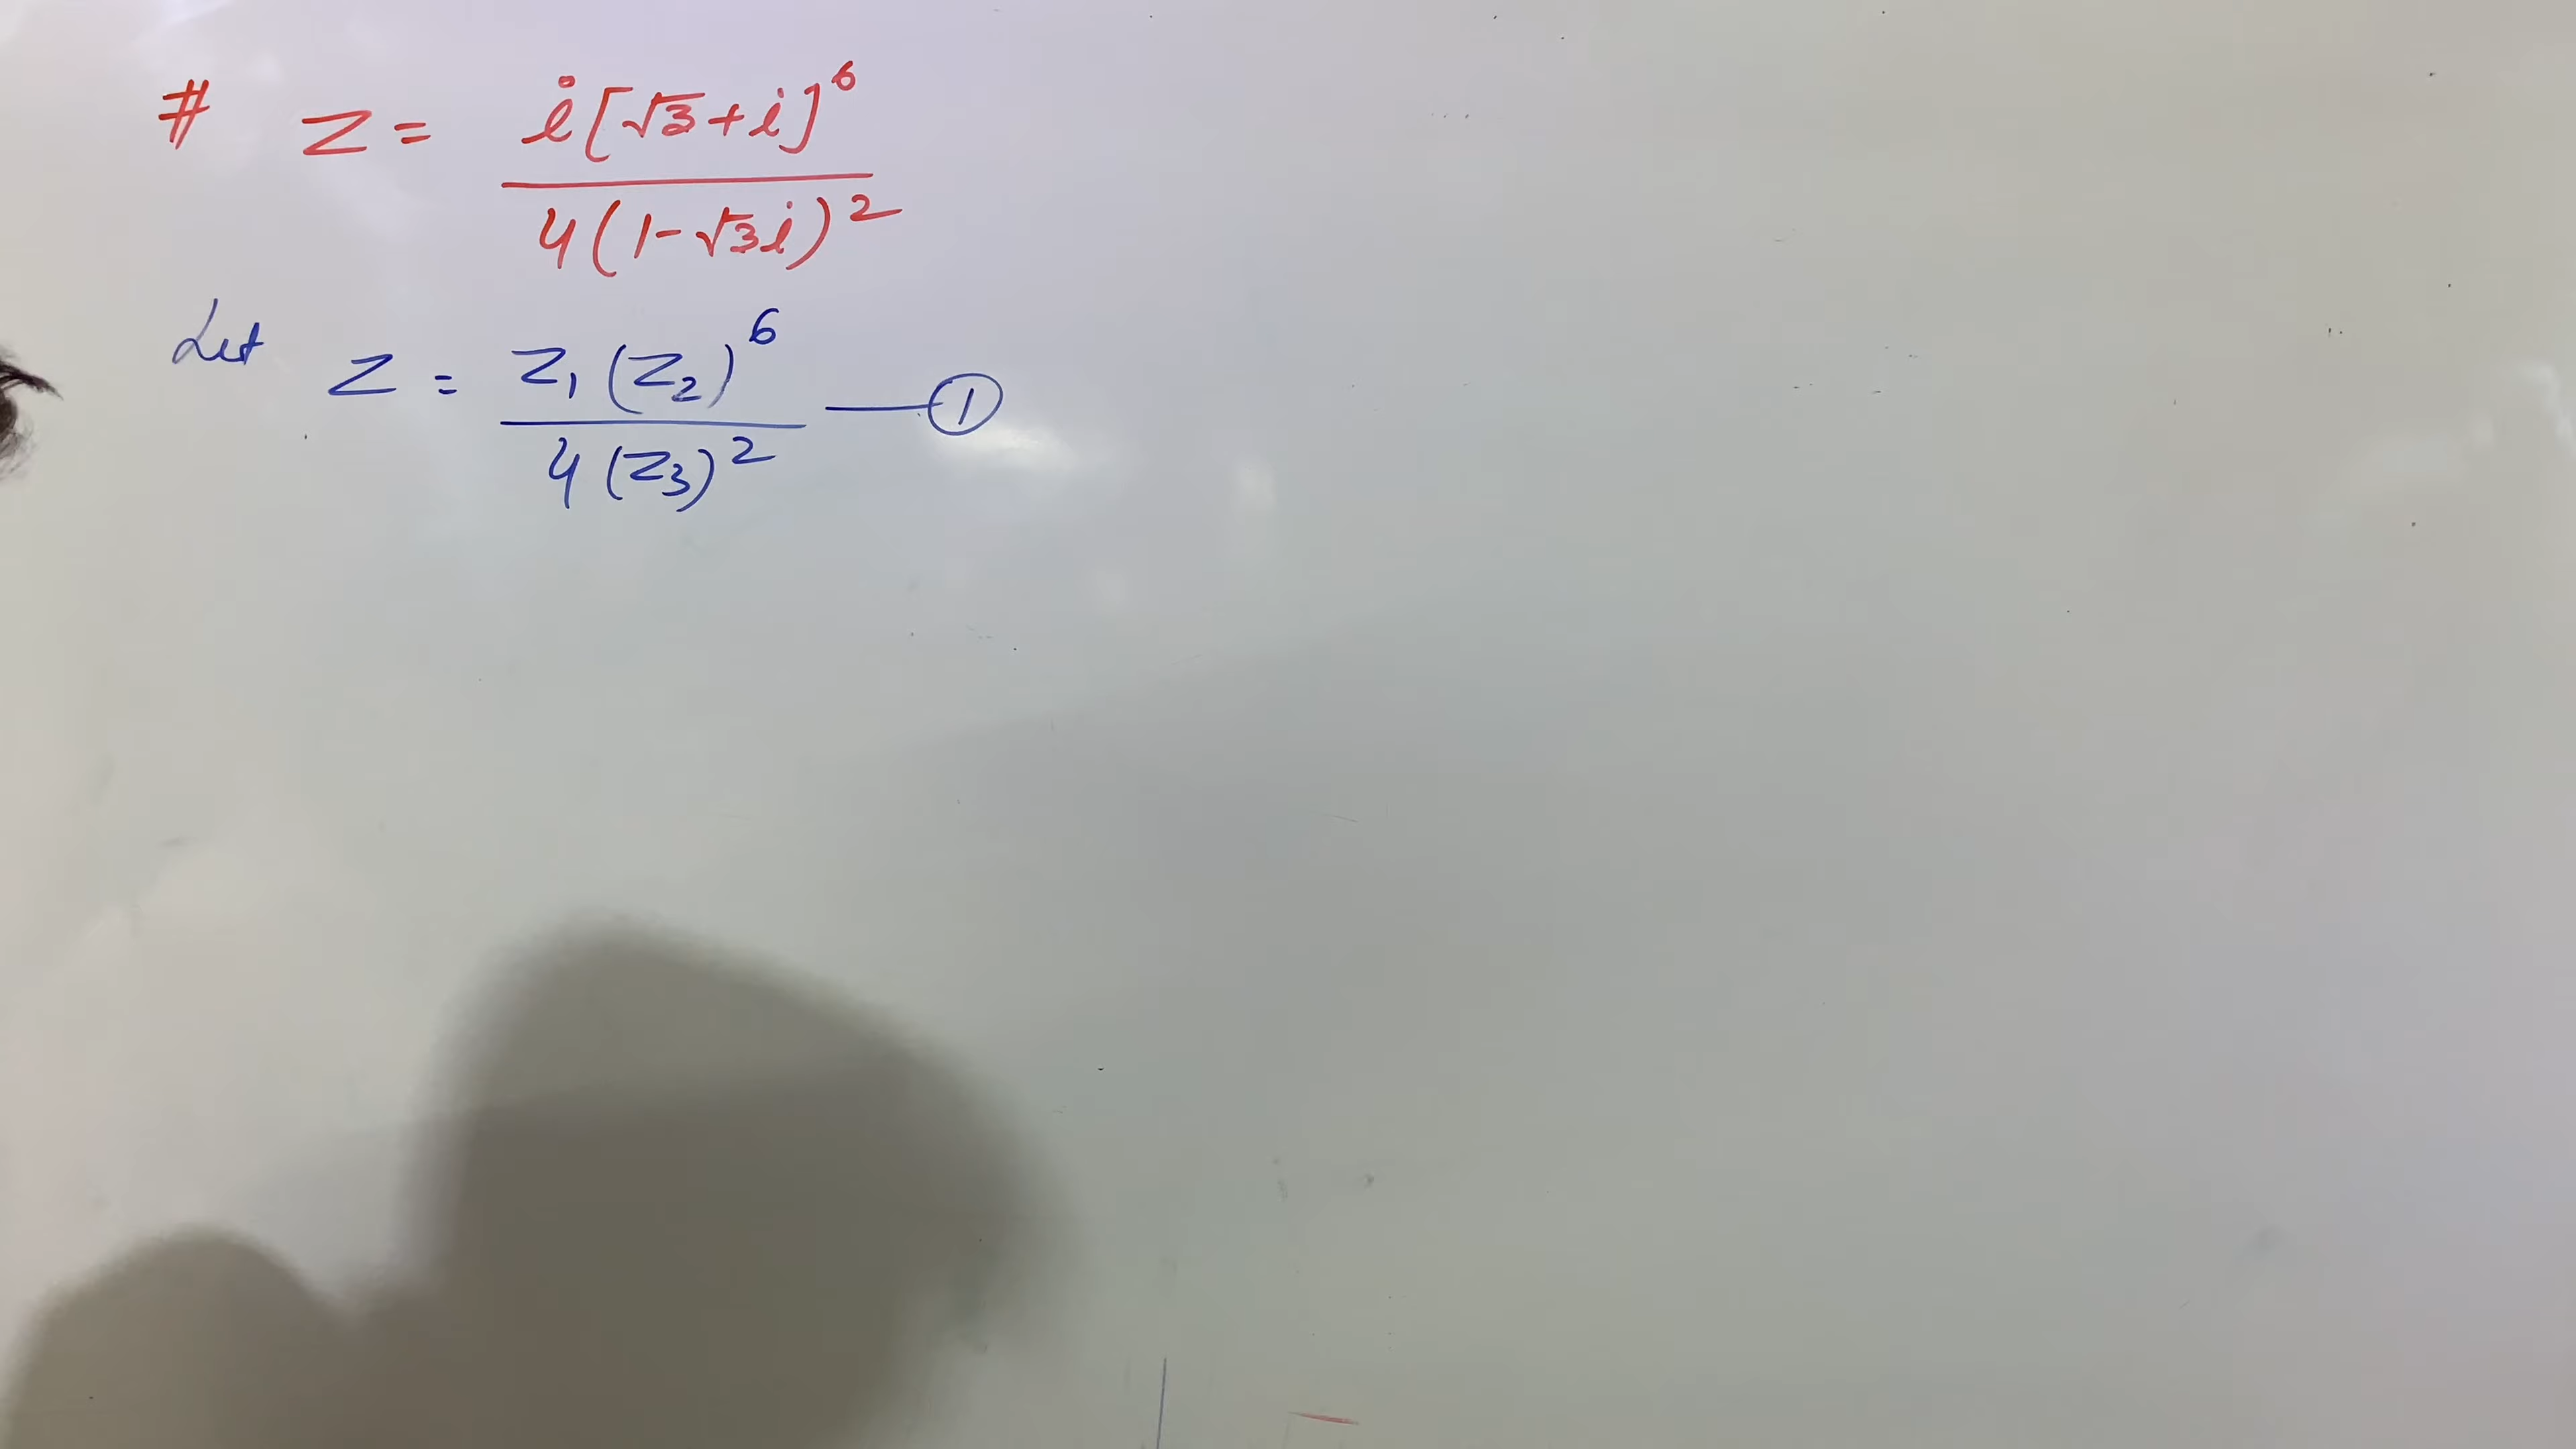 # Z = i[√3+i]⁶
4(1-√3i)²
Let Z = Z₁(Z₂)⁶ —①
4(Z₃)²